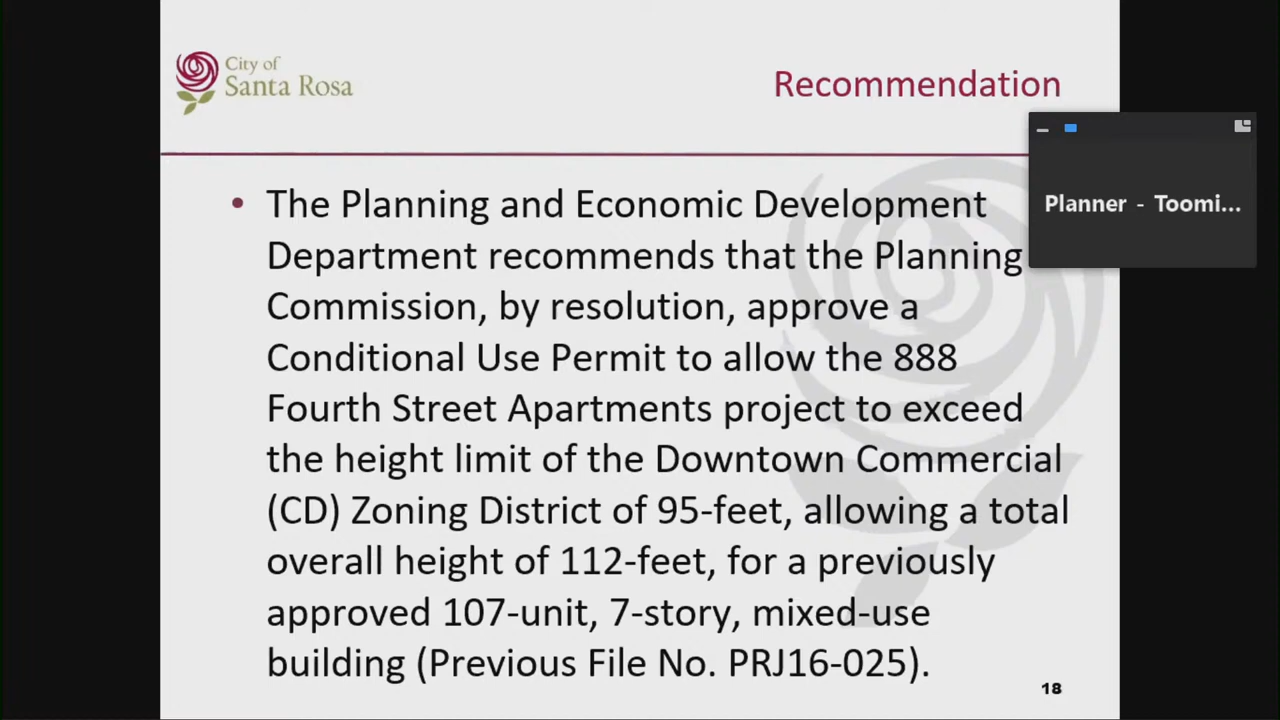 City of
Santa Rosa
Recommendation
Planner - Toomi...
• The Planning and Economic Development
Department recommends that the Planning
Commission, by resolution, approve a
Conditional Use Permit to allow the 888
Fourth Street Apartments project to exceed
the height limit of the Downtown Commercial
(CD) Zoning District of 95-feet, allowing a total
overall height of 112-feet, for a previously
approved 107-unit, 7-story, mixed-use
building (Previous File No. PRJ16-025).
18